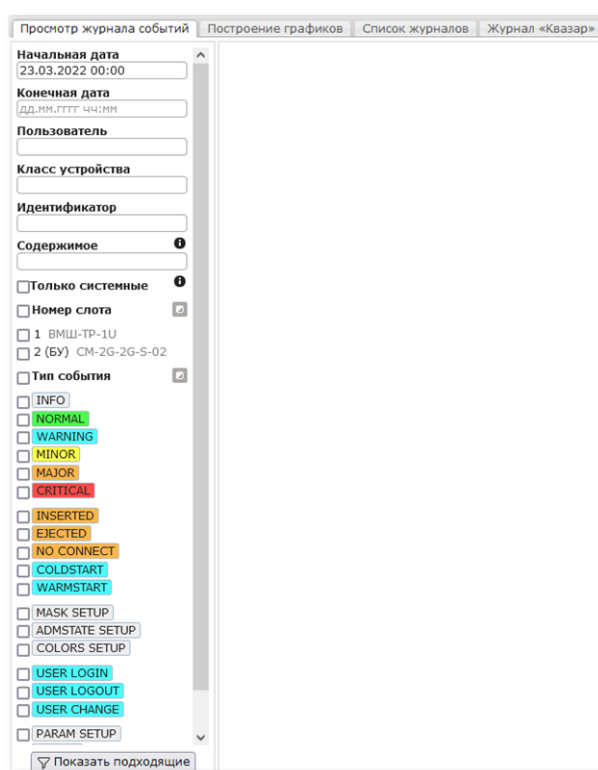 Просмотр журнала событий Построение графиков Список журналов Журнал «Квазар»
Начальная дата
23.03.2022 00:00
Конечная дата
дд.мм.гггг чч:мм
Пользователь
Класс устройства
Идентификатор
Содержимое
Только системные
Номер слота
1 ВМШ-ТР-1U
2 (БУ) CM-2G-2G-S-02
Тип события
INFO
NORMAL
WARNING
MINOR
MAJOR
CRITICAL
INSERTED
EJECTED
NO CONNECT
COLDSTART
WARMSTART
MASK SETUP
ADMSTATE SETUP
COLORS SETUP
USER LOGIN
USER LOGOUT
USER CHANGE
PARAM SETUP
Показать подходящие